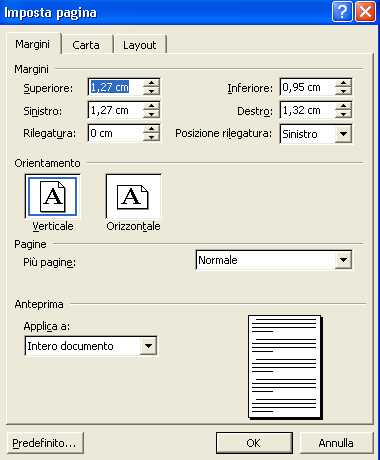 Imposta pagina
Margini Carta Layout
Margini
Superiore: 1,27 cm Inferiore: 0,95 cm
Sinistro: 1,27 cm Destro: 1,32 cm
Rilegatura: 0 cm Posizione rilegatura: Sinistro
Orientamento
A A
Verticale Orizzontale
Pagine
Più pagine: Normale
Anteprima
Applica a:
Intero documento
Predefinito... OK Annulla